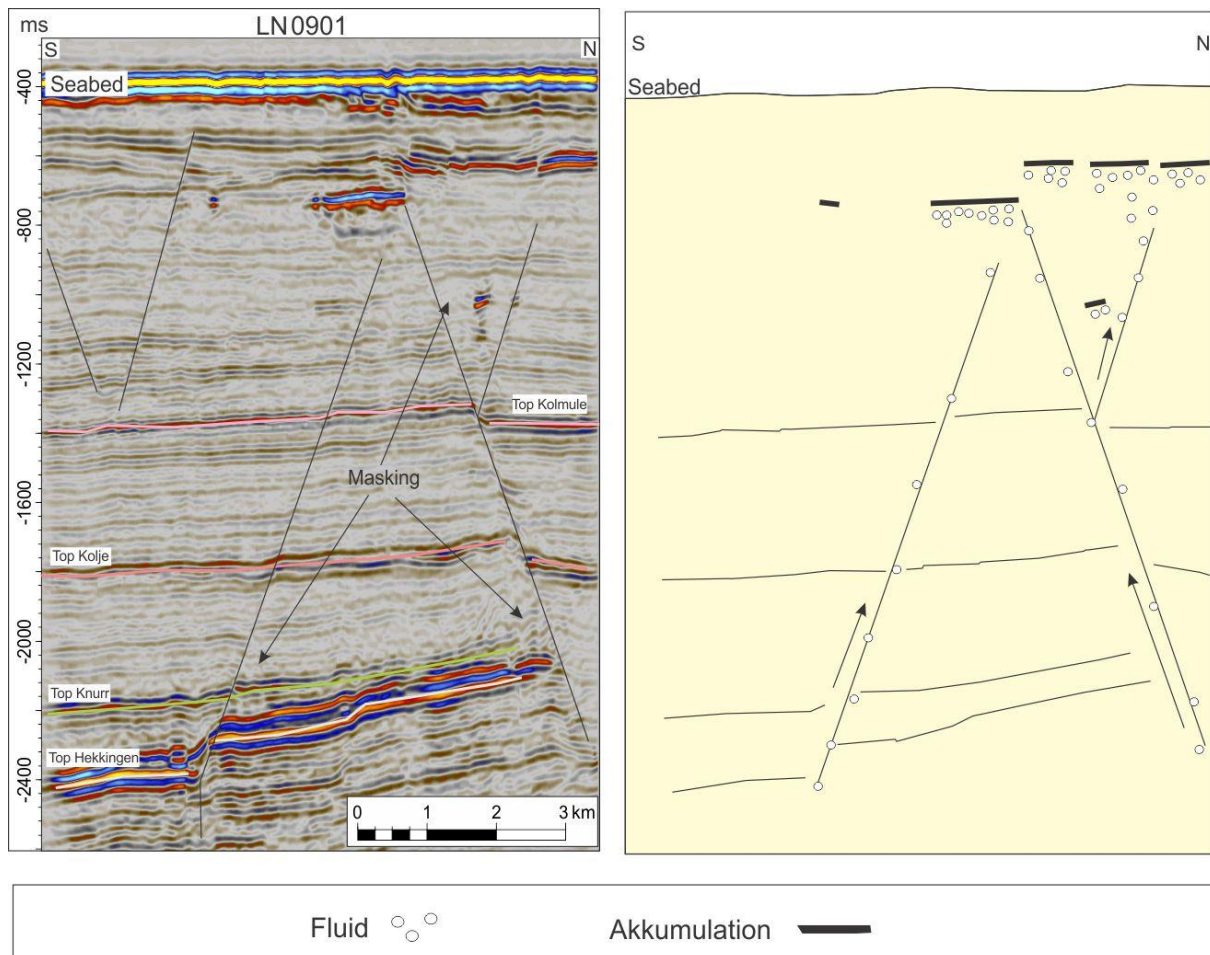 ms
LN0901
S
N
Seabed
-400
-800
-1200
Top Kolmule
Masking
-1600
Top Kolje
-2000
Top Knurr
Top Hekkingen
-2400
0 1 2 3 km
S
N
Seabed
Fluid
Akkumulation